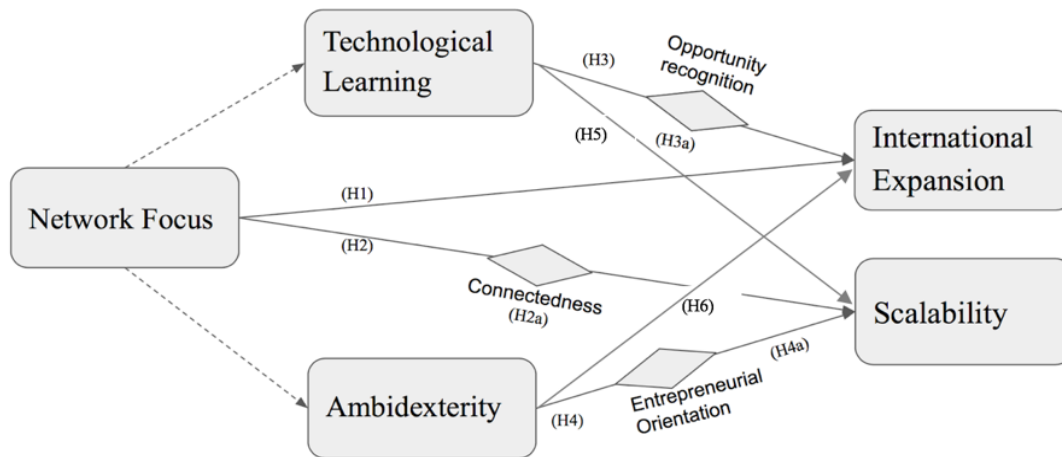 Technological
Learning
(H3)
Opportunity
recognition
(H3a)
(H5)
International
Expansion
Network Focus
(H1)
(H2)
Connectedness
(H2a)
(H6)
Scalability
(H4a)
Ambidexterity
(H4)
Entrepreneurial
Orientation